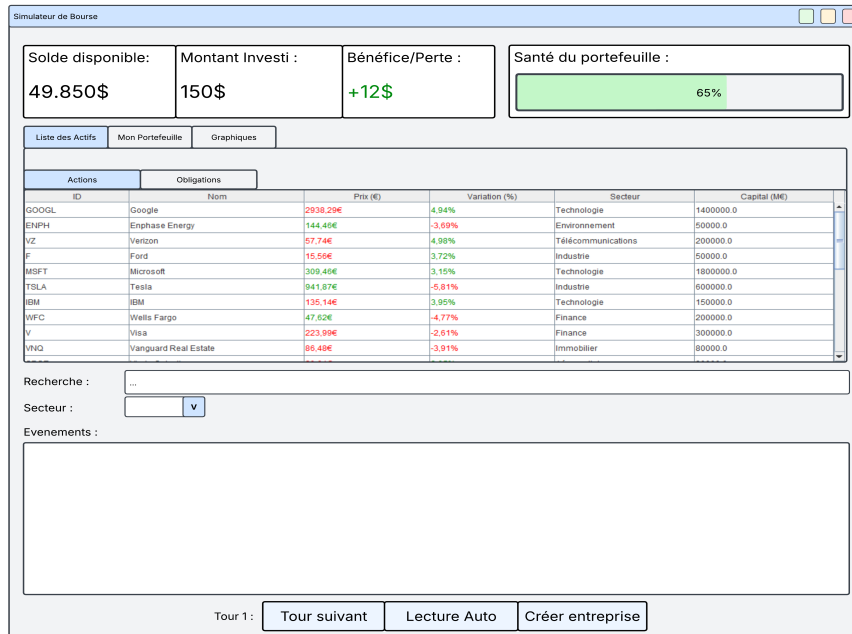 Simulateur de Bourse
Solde disponible: Montant Investi : Bénéfice/Perte : Santé du portefeuille :
49.850$ 150$ +12$ 65%
Liste des Actifs Mon Portefeuille Graphiques
Actions Obligations
ID Nom Prix (€) Variation (%) Secteur Capital (M€)
GOOGL Google 2938,29€ 4,94% Technologie 1400000.0
ENPH Enphase Energy 144,46€ -3,69% Environnement 50000.0
VZ Verizon 57,74€ 4,98% Télécommunications 200000.0
F Ford 15,56€ 3,72% Industrie 50000.0
MSFT Microsoft 309,46€ 3,15% Technologie 1800000.0
TSLA Tesla 941,87€ -5,81% Industrie 600000.0
IBM IBM 135,14€ 3,95% Technologie 150000.0
WFC Wells Fargo 47,62€ -4,77% Finance 200000.0
V Visa 223,99€ -2,61% Finance 300000.0
VNQ Vanguard Real Estate 86,48€ -3,91% Immobilier 80000.0
Recherche : ...
Secteur : v
Evenements :
Tour 1 : Tour suivant Lecture Auto Créer entreprise